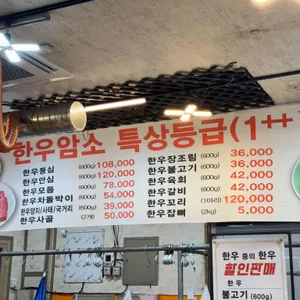 한우암소 특상등급(1++
한우등심 (600g) 108,000
한우안심 (600g) 120,000
한우모듬 (600g) 78,000
한우차돌박이 (600g) 54,000
한우양지/사태/국거리 (600g) 39,000
한우사골 (2개) 50,000
한우장조림 (600g) 36,000
한우불고기 (600g) 36,000
한우육회 (600g) 42,000
한우갈비 (600g) 42,000
한우꼬리 (1마리) 120,000
한우잡뼈 (2kg) 5,000
한우 중의 한우
할인판매
한우
불고기 (600g)